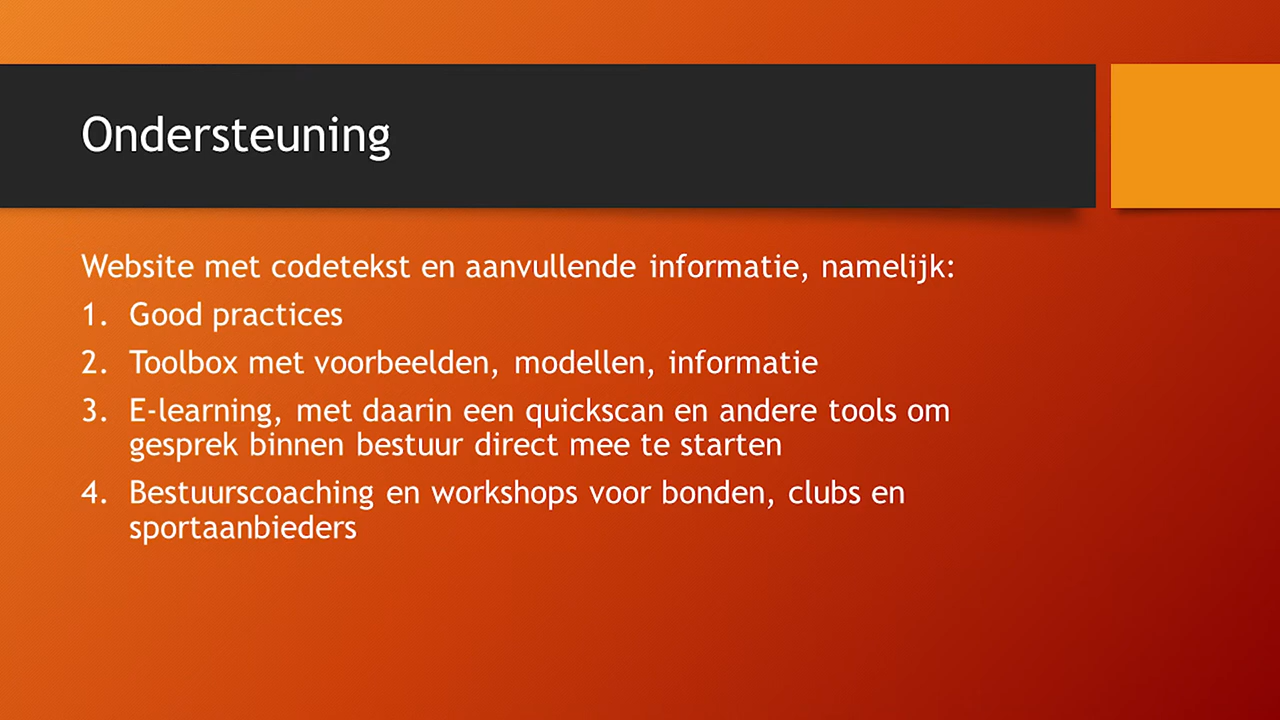 Ondersteuning
Website met codetekst en aanvullende informatie, namelijk:
1. Good practices
2. Toolbox met voorbeelden, modellen, informatie
3. E-learning, met daarin een quickscan en andere tools om
gesprek binnen bestuur direct mee te starten
4. Bestuurscoaching en workshops voor bonden, clubs en
sportaanbieders